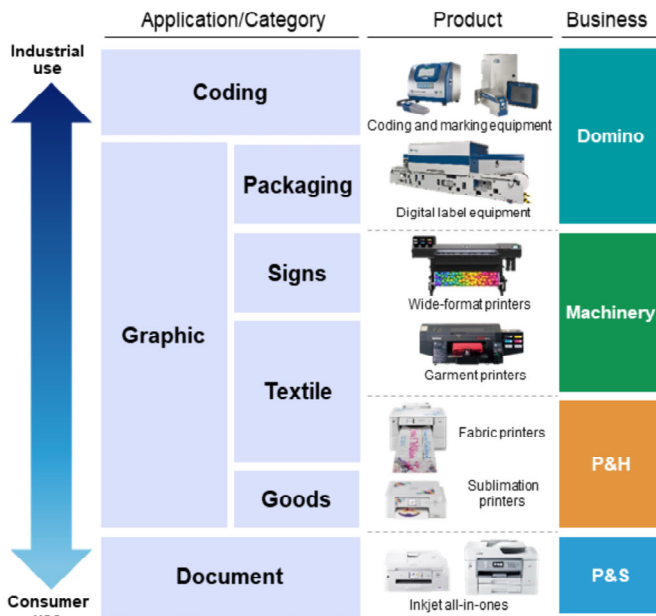 Application/Category
Product
Business
Industrial
use
Coding
Coding and marking equipment
Domino
Graphic
Packaging
Digital label equipment
Signs
Wide-format printers
Machinery
Textile
Garment printers
Fabric printers
P&H
Goods
Sublimation
printers
Document
Inkjet all-in-ones
P&S
Consumer